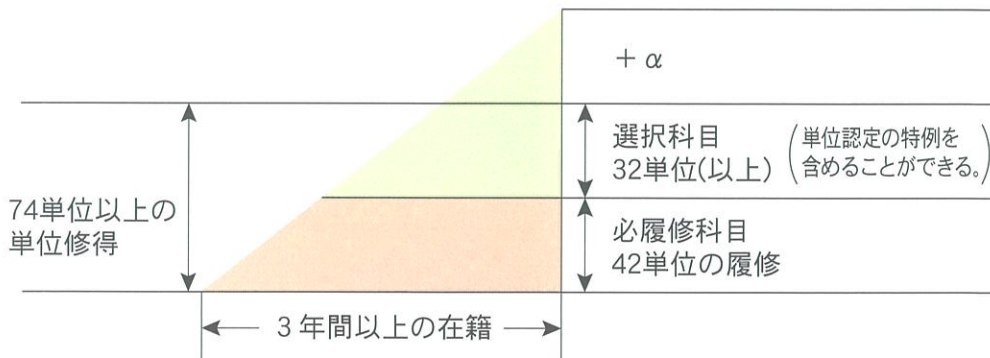 + α
選択科目
32単位(以上)
(単位認定の特例を
含めることができる。)
74単位以上の
単位修得
必履修科目
42単位の履修
3年間以上の在籍